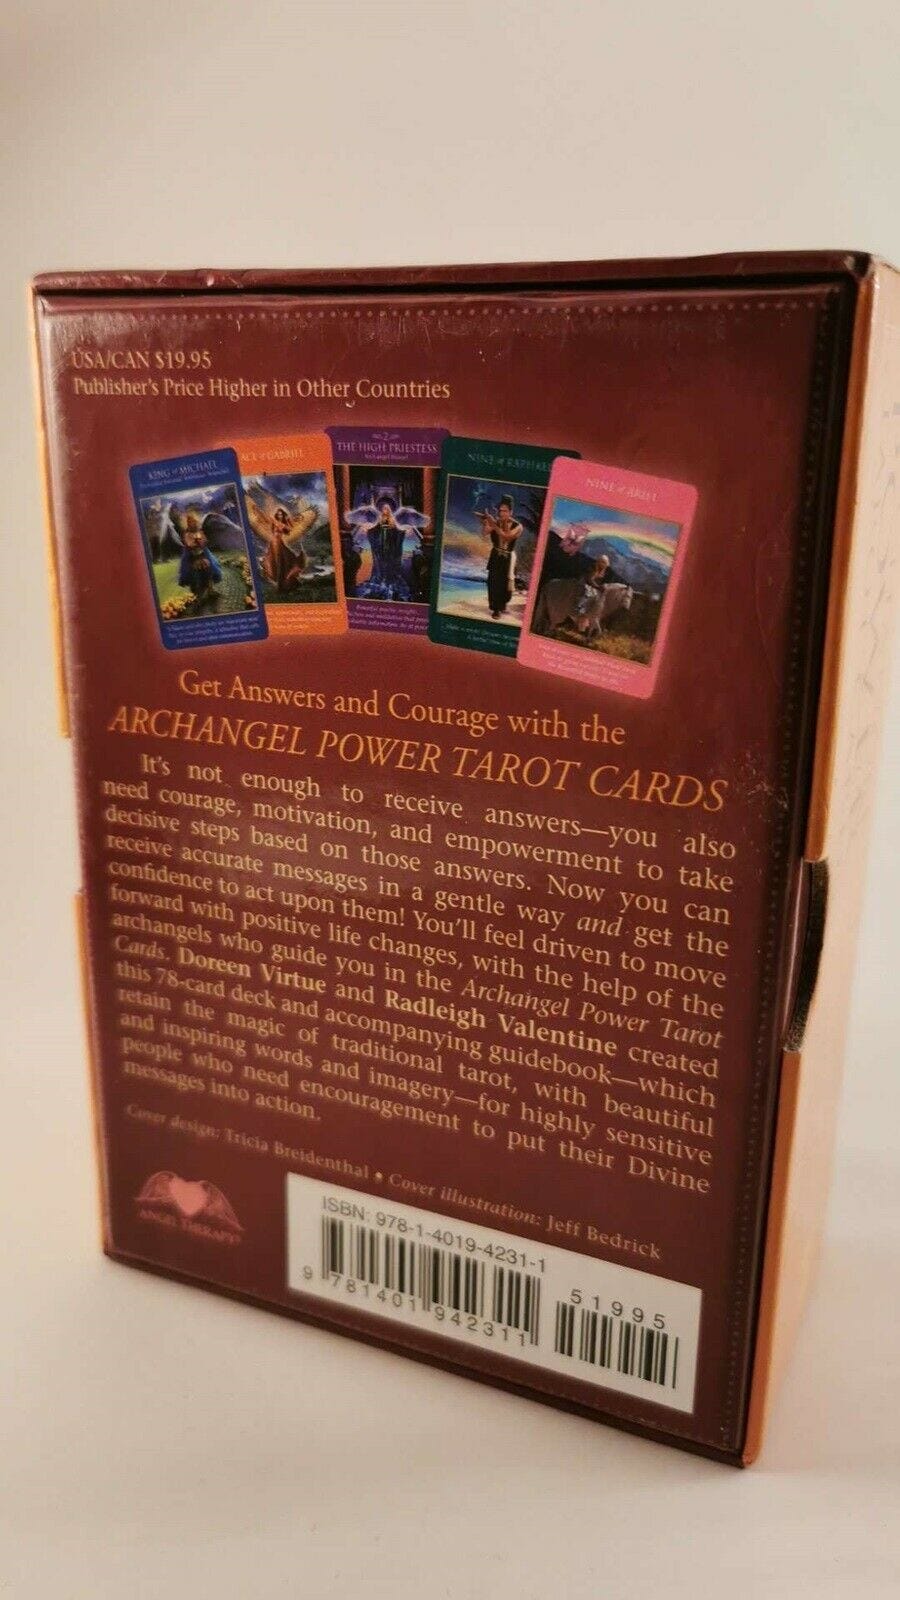 USA/CAN $19.95
Publisher's Price Higher in Other Countries
KING of MICHAEL
ACE of GABRIEL
2
THE HIGH PRIESTESS
NINE of RAPHAEL
NINE of ARIEL
Get Answers and Courage with the
ARCHANGEL POWER TAROT CARDS
It's not enough to receive answers—you also
need courage, motivation, and empowerment to take
decisive steps based on those answers. Now you can
receive accurate messages in a gentle way and get the
confidence to act upon them! You'll feel driven to move
forward with positive life changes, with the help of the
archangels who guide you in the Archangel Power Tarot
Cards. Doreen Virtue and Radleigh Valentine created
this 78-card deck and accompanying guidebook—which
retain the magic of traditional tarot, with beautiful
and inspiring words and imagery—for highly sensitive
people who need encouragement to put their Divine
messages into action.
Cover design: Tricia Breidenthal • Cover illustration: Jeff Bedrick
ANGEL THERAPY®
ISBN: 978-1-4019-4231-1
51995
9 781401 942311